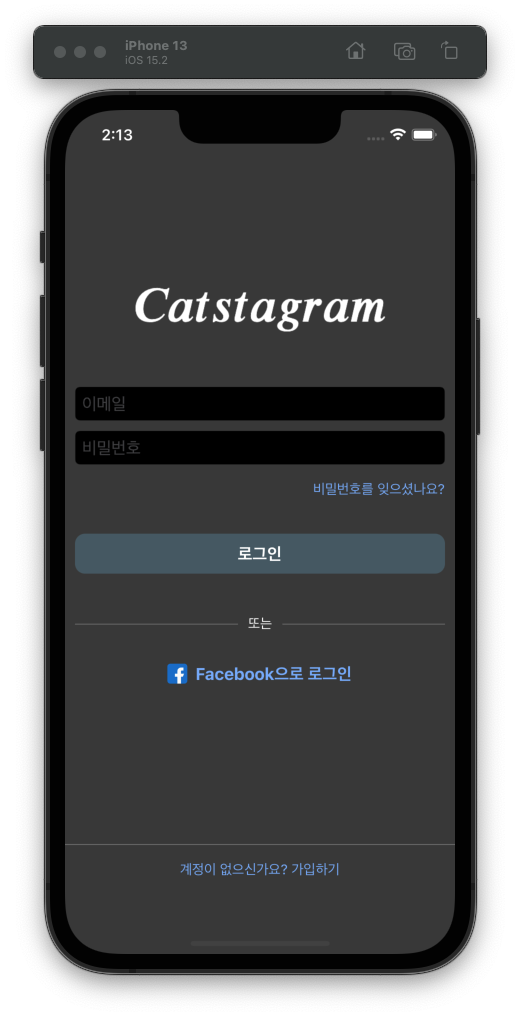 iPhone 13
iOS 15.2
2:13
Catstagram
이메일
비밀번호
비밀번호를 잊으셨나요?
로그인
또는
Facebook으로 로그인
계정이 없으신가요? 가입하기